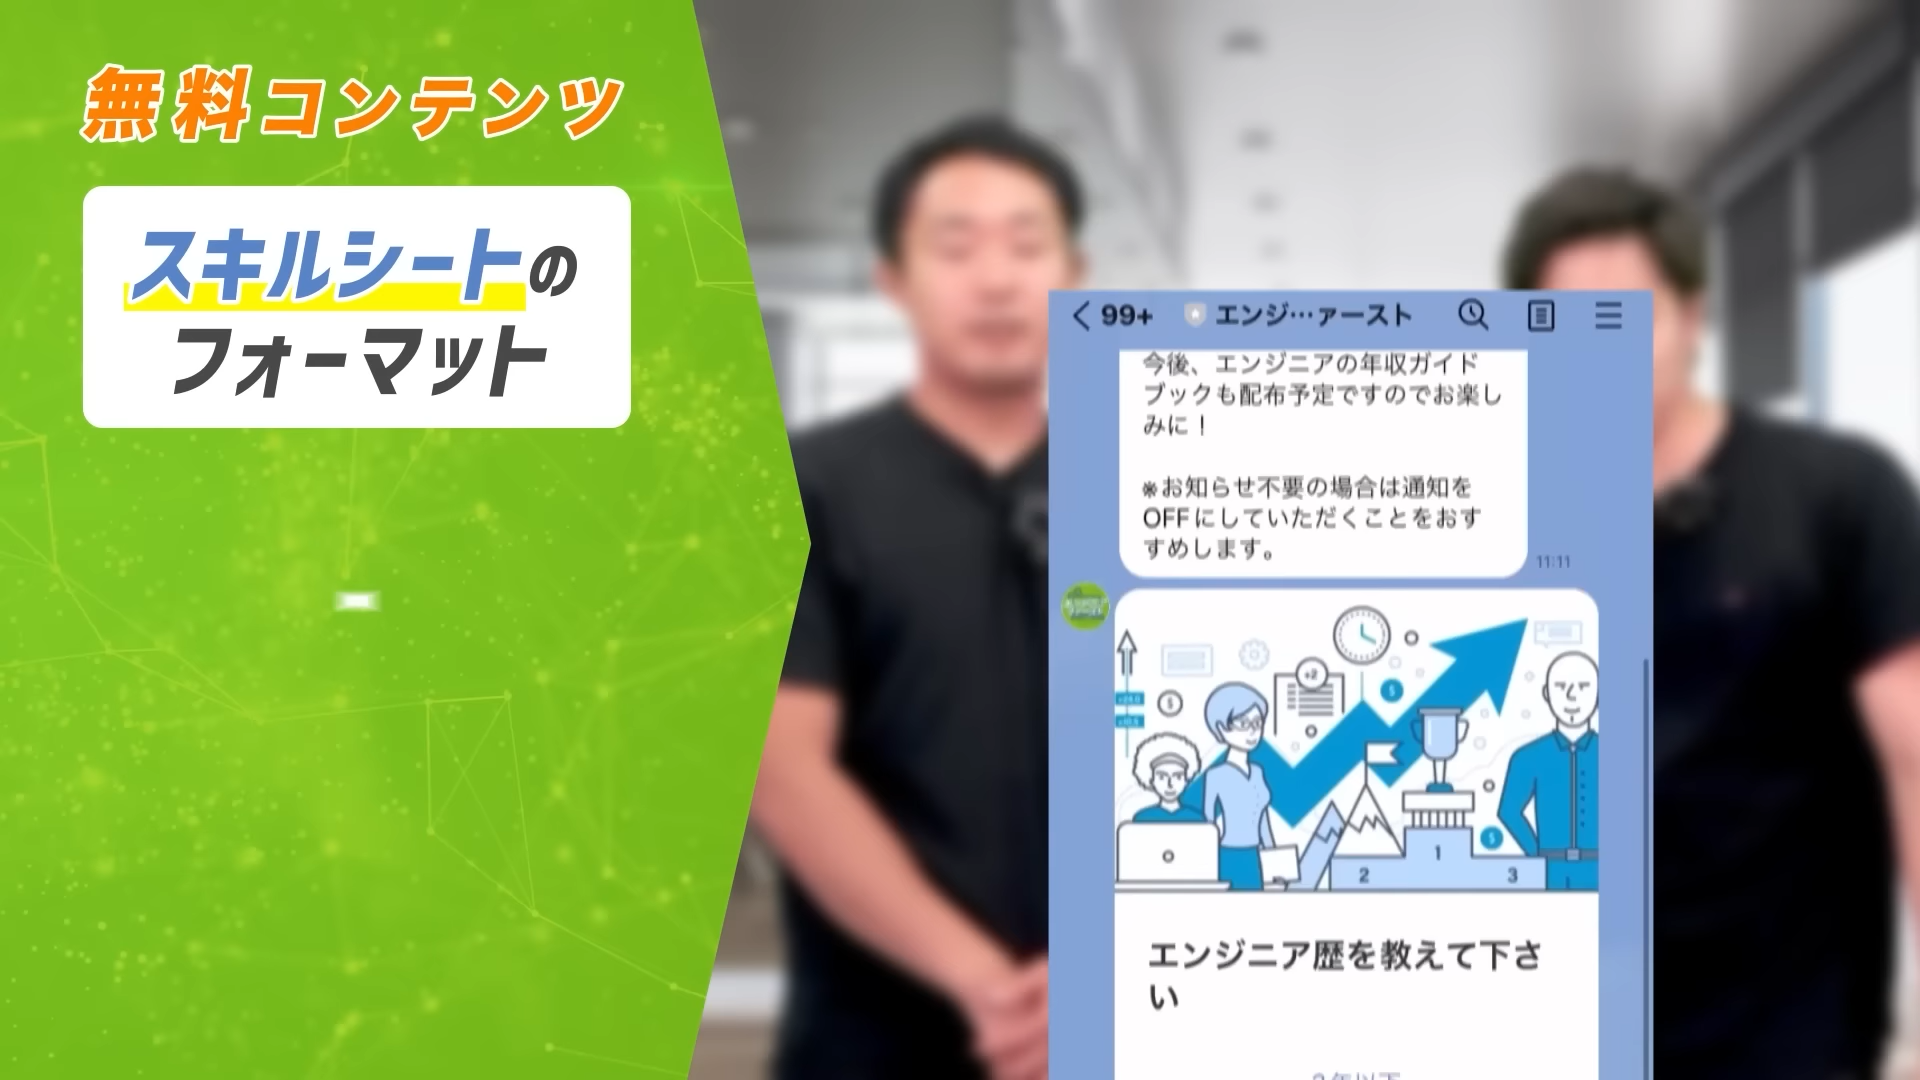 無料コンテンツ
スキルシートの
フォーマット
99+
エンジ…ァースト
今後、エンジニアの年収ガイド
ブックも配布予定ですのでお楽し
みに！
※お知らせ不要の場合は通知を
OFFにしていただくことをおす
すめします。
11:11
+2
1
2
3
エンジニア歴を教えて下さ
い